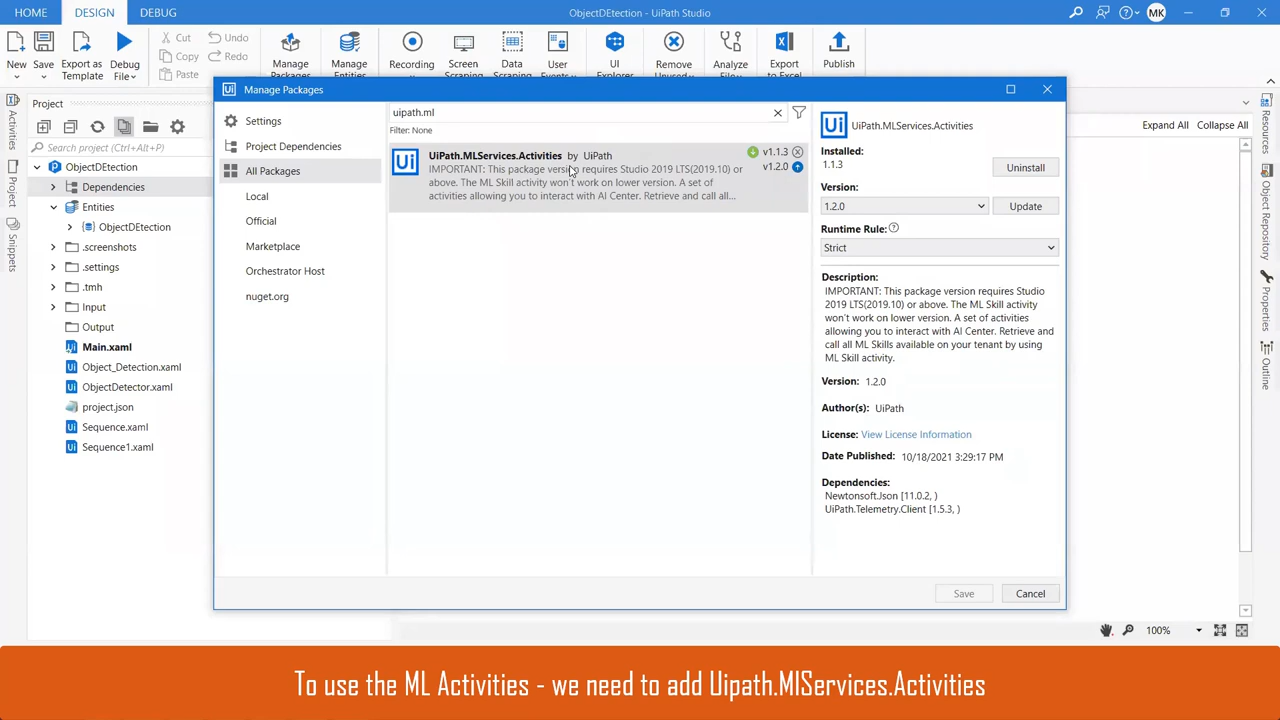 HOME
DESIGN
DEBUG
ObjectDEtection - UiPath Studio
MK
New
Save
Export as
Template
Debug
File
Cut
Copy
Paste
Undo
Redo
Manage
Packages
Manage
Entities
Recording
Screen
Scraping
Data
Scraping
User
Events
UI
Explorer
Remove
Unused
Analyze
File
Export
to Excel
Publish
Activities
Project
Snippets
Project
Search project (Ctrl+Alt+P)
ObjectDEtection
Dependencies
Entities
ObjectDEtection
.screenshots
.settings
.tmh
Input
Output
Main.xaml
Object_Detection.xaml
ObjectDetector.xaml
project.json
Sequence.xaml
Sequence1.xaml
Ui Manage Packages
Settings
Project Dependencies
All Packages
Local
Official
Marketplace
Orchestrator Host
nuget.org
uipath.ml
Filter: None
UiPath.MLServices.Activities by UiPath
v1.1.3
v1.2.0
IMPORTANT: This package version requires Studio 2019 LTS(2019.10) or
above. The ML Skill activity won't work on lower version. A set of
activities allowing you to interact with AI Center. Retrieve and call all...
Ui UiPath.MLServices.Activities
Installed:
1.1.3
Uninstall
Version:
1.2.0
Update
Runtime Rule:
Strict
Description:
IMPORTANT: This package version requires Studio
2019 LTS(2019.10) or above. The ML Skill activity
won't work on lower version. A set of activities
allowing you to interact with AI Center. Retrieve and
call all ML Skills available on your tenant by using
ML Skill activity.
Version: 1.2.0
Author(s): UiPath
License: View License Information
Date Published: 10/18/2021 3:29:17 PM
Dependencies:
Newtonsoft.Json [11.0.2, )
UiPath.Telemetry.Client [1.5.3, )
Save
Cancel
Expand All
Collapse All
Resources
Object Repository
Properties
Outline
100%
To use the ML Activities - we need to add Uipath.MlServices.Activities